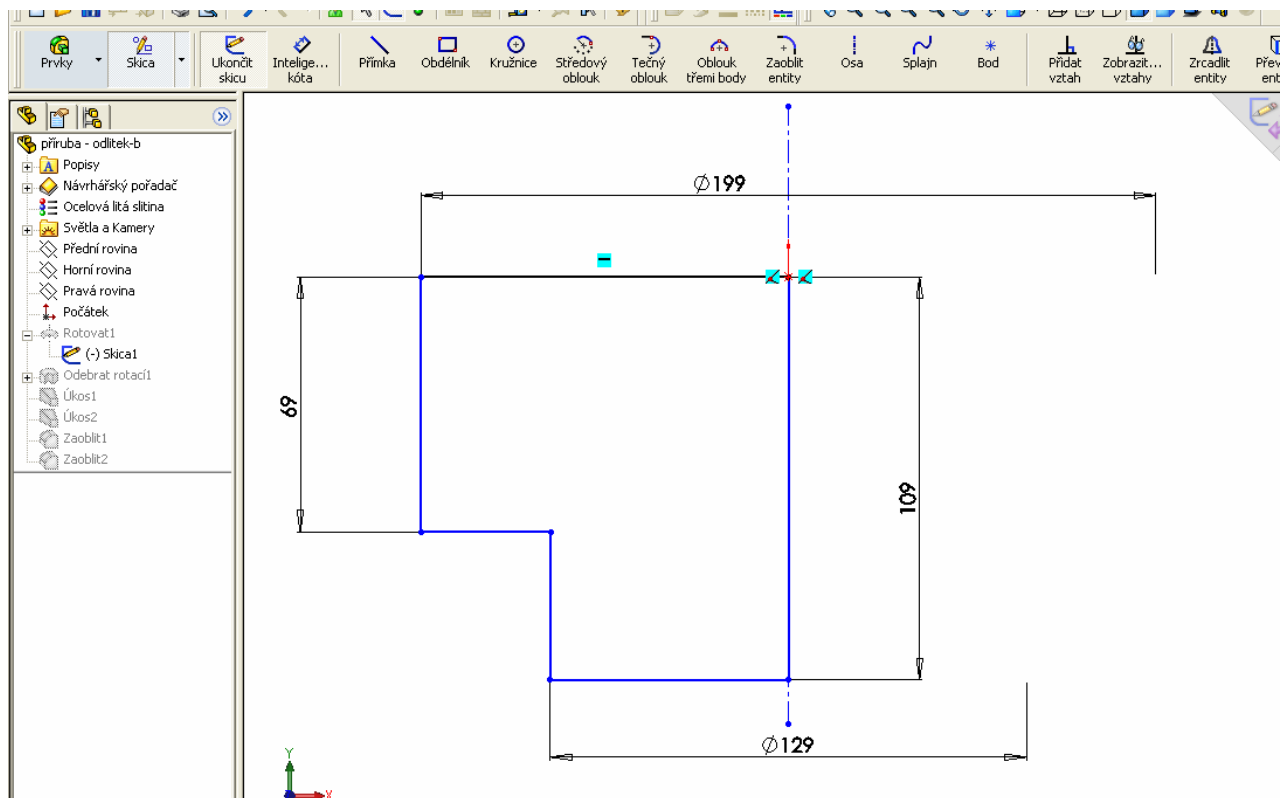 Prvky
Skica
Ukončit skicu
Intelige... kóta
Přímka
Obdélník
Kružnice
Středový oblouk
Tečný oblouk
Oblouk třemi body
Zaoblit entity
Osa
Splajn
Bod
Přidat vztah
Zobrazit... vztahy
Zrcadlit entity
Přev
ent
příruba - odlitek-b
A Popisy
Návrhářský pořadač
Ocelová litá slitina
Světla a Kamery
Přední rovina
Horní rovina
Pravá rovina
Počátek
Rotovat1
(-) Skica1
Odebrat rotací1
Úkos1
Úkos2
Zaoblit1
Zaoblit2
∅199
69
109
∅129
Y
X